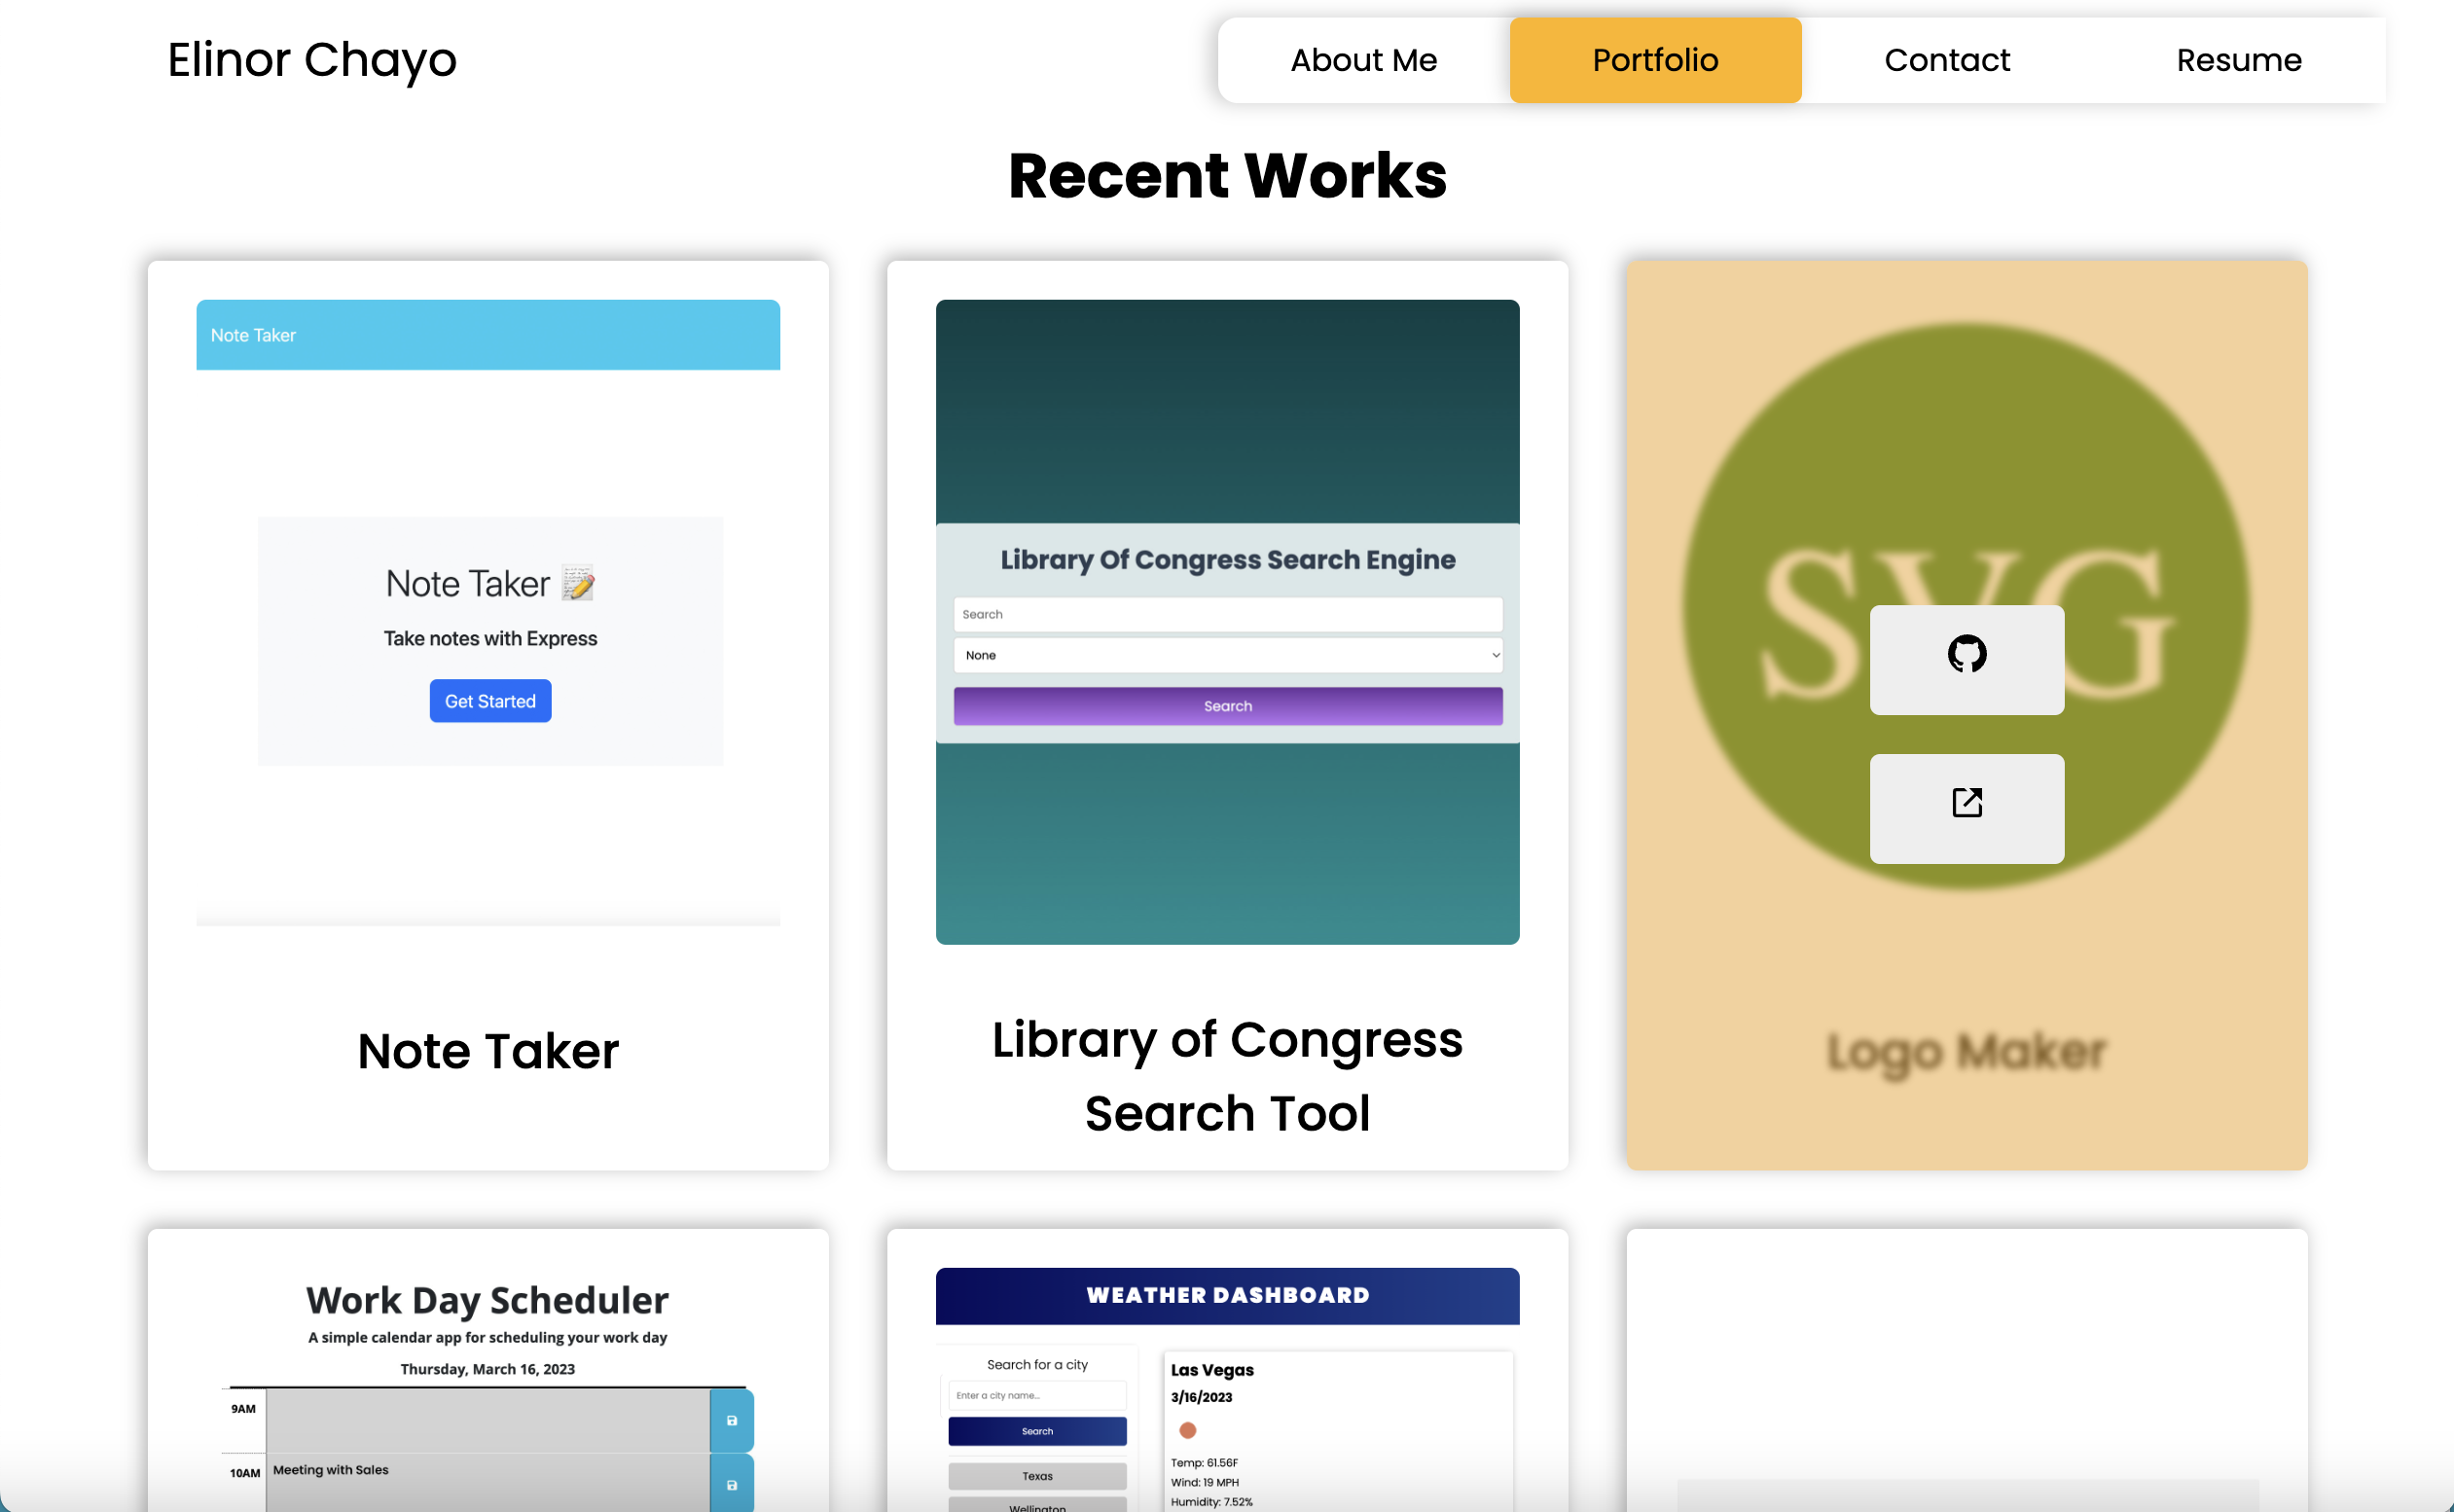 Elinor Chayo
About Me
Portfolio
Contact
Resume
Recent Works
Note Taker
Note Taker 📝
Take notes with Express
Get Started
Note Taker
Library Of Congress Search Engine
Search
None
Search
Library of Congress
Search Tool
SVG
Logo Maker
Work Day Scheduler
A simple calendar app for scheduling your work day
Thursday, March 16, 2023
9AM
10AM Meeting with Sales
WEATHER DASHBOARD
Search for a city
Enter a city name...
Search
Texas
Wellington
Las Vegas
3/16/2023
Temp: 61.56F
Wind: 19 MPH
Humidity: 7.52%